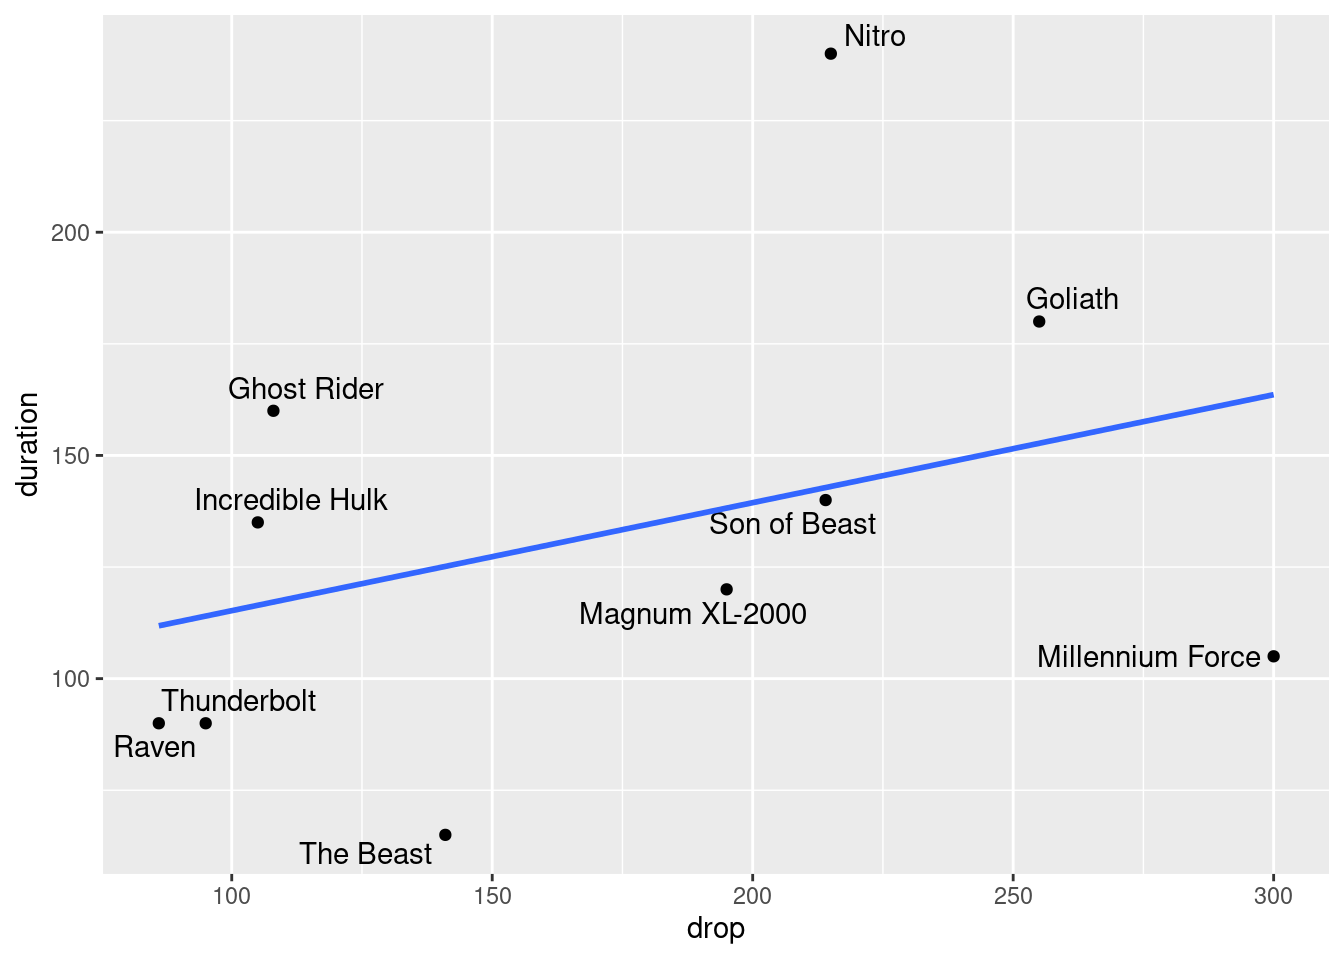 Nitro
Goliath
Ghost Rider
Incredible Hulk
Son of Beast
Magnum XL-2000
Millennium Force
Thunderbolt
Raven
The Beast
duration
200
150
100
100
150
200
250
300
drop